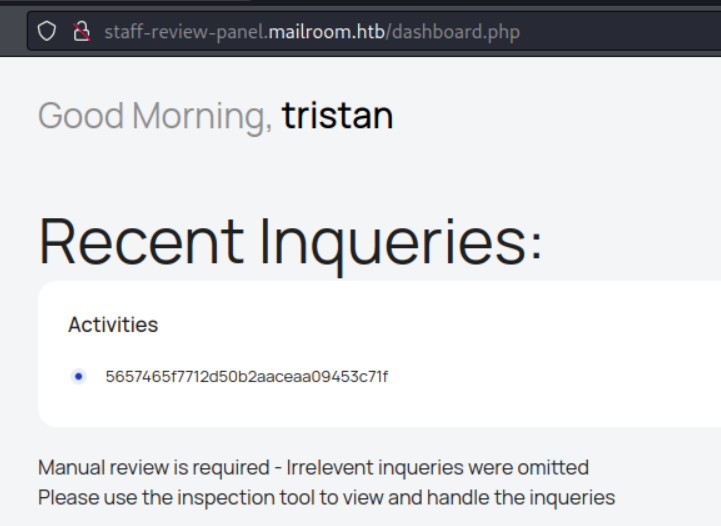 staff-review-panel.mailroom.htb/dashboard.php
Good Morning, tristan
Recent Inqueries:
Activities
5657465f7712d50b2aaceaa09453c71f
Manual review is required - Irrelevent inqueries were omitted
Please use the inspection tool to view and handle the inqueries